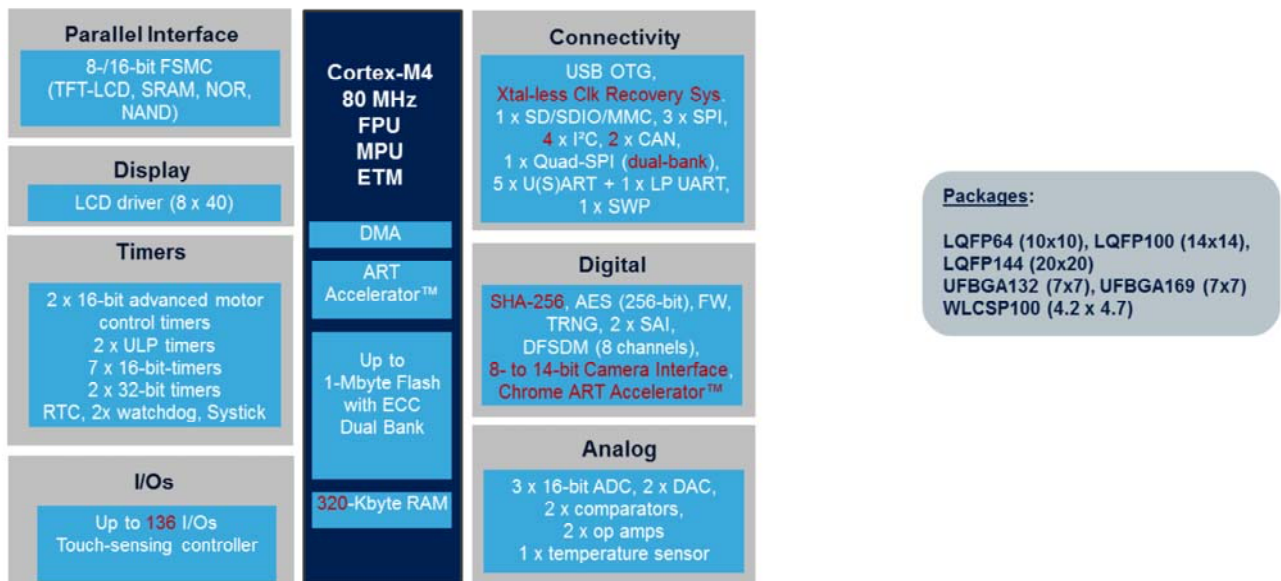 Parallel Interface
8-/16-bit FSMC
(TFT-LCD, SRAM, NOR,
NAND)
Display
LCD driver (8 x 40)
Timers
2 x 16-bit advanced motor
control timers
2 x ULP timers
7 x 16-bit-timers
2 x 32-bit timers
RTC, 2x watchdog, Systick
I/Os
Up to 136 I/Os
Touch-sensing controller
Cortex-M4
80 MHz
FPU
MPU
ETM
DMA
ART
Accelerator™
Up to
1-Mbyte Flash
with ECC
Dual Bank
320-Kbyte RAM
Connectivity
USB OTG,
Xtal-less Clk Recovery Sys.
1 x SD/SDIO/MMC, 3 x SPI,
4 x I²C, 2 x CAN,
1 x Quad-SPI (dual-bank),
5 x U(S)ART + 1 x LP UART,
1 x SWP
Digital
SHA-256, AES (256-bit), FW,
TRNG, 2 x SAI,
DFSDM (8 channels),
8- to 14-bit Camera Interface,
Chrome ART Accelerator™
Analog
3 x 16-bit ADC, 2 x DAC,
2 x comparators,
2 x op amps
1 x temperature sensor
Packages:
LQFP64 (10x10), LQFP100 (14x14),
LQFP144 (20x20)
UFBGA132 (7x7), UFBGA169 (7x7)
WLCSP100 (4.2 x 4.7)